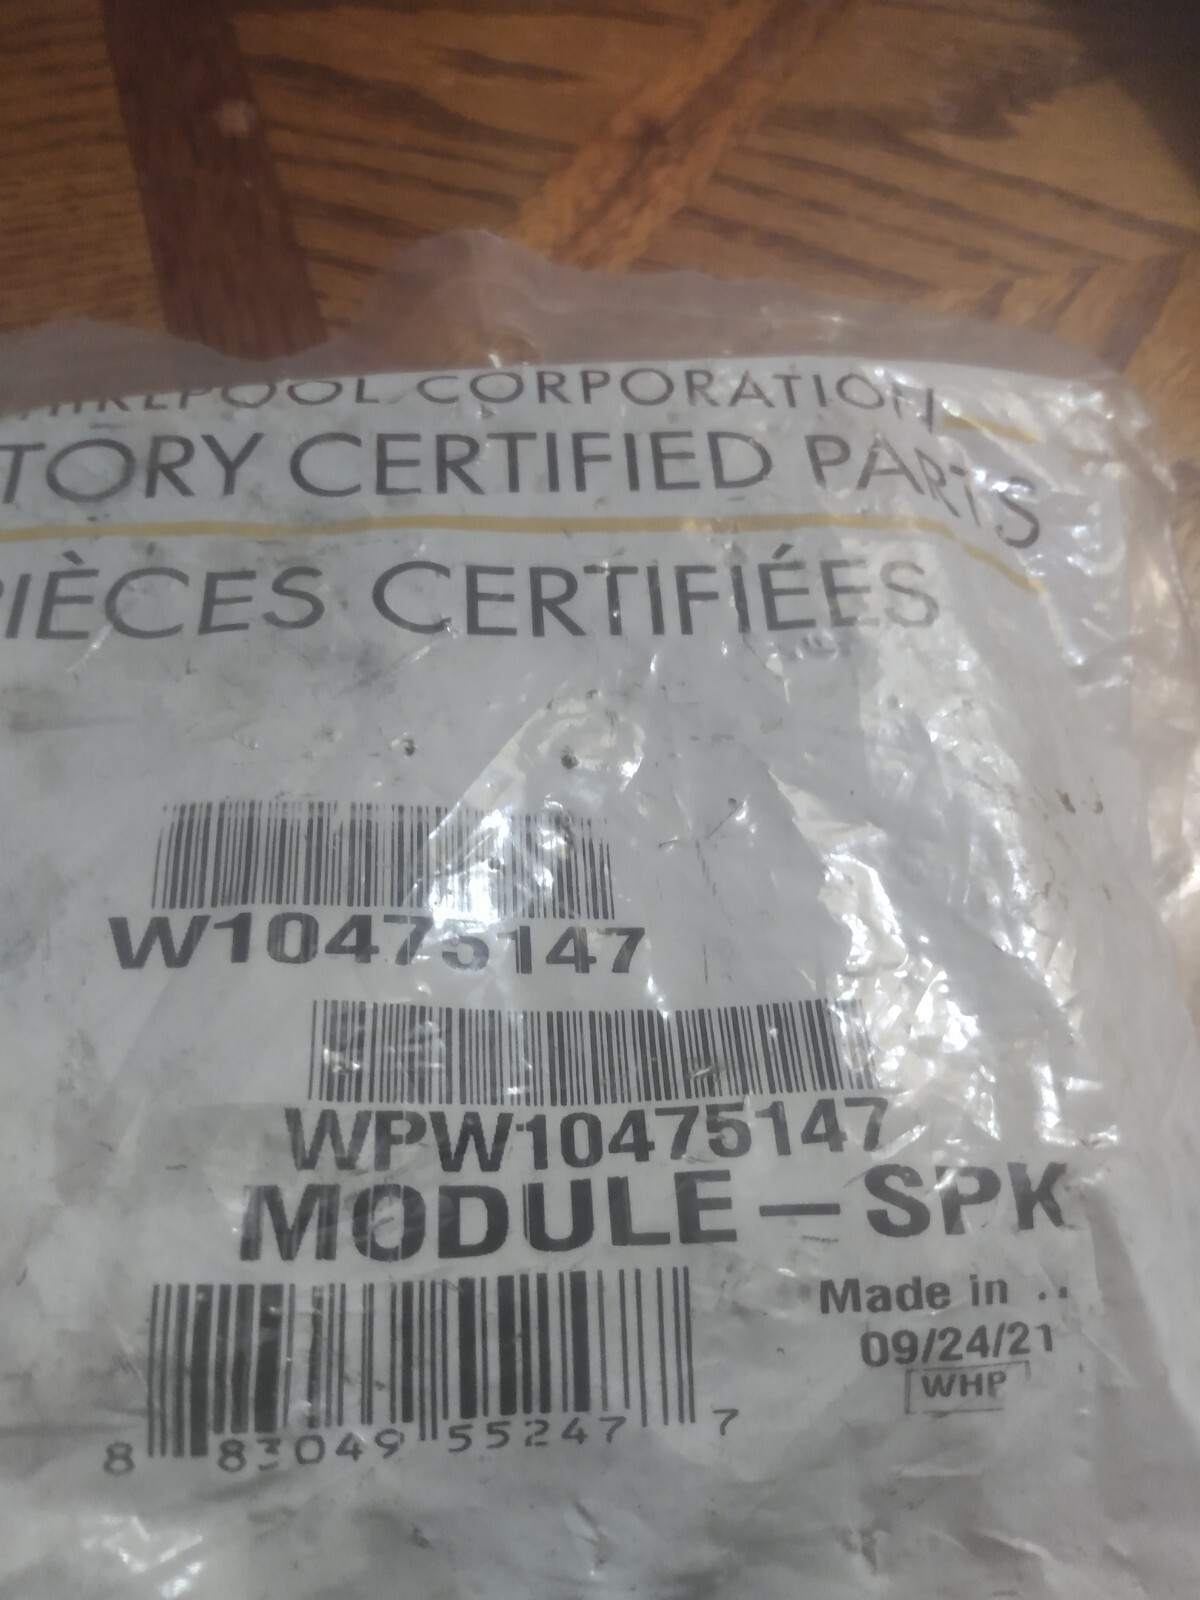 WHIRLPOOL CORPORATION
TORY CERTIFIED PARTS
PIÈCES CERTIFIÉES
W10475147
WPW10475147
MODULE-SPK
Made in ..
09/24/21
WHP
8 83049 55247 7